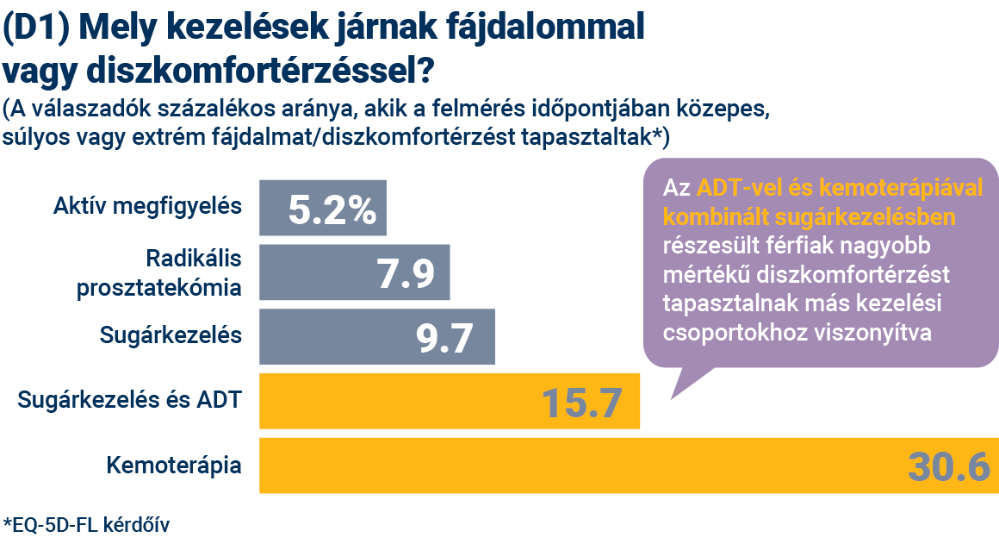 (D1) Mely kezelések járnak fájdalommal
vagy diszkomfortérzéssel?
(A válaszadók százalékos aránya, akik a felmérés időpontjában közepes,
súlyos vagy extrém fájdalmat/diszkomfortérzést tapasztaltak*)
Az ADT-vel és kemoterápiával
kombinált sugárkezelésben
részesült férfiak nagyobb
mértékű diszkomfortérzést
tapasztalnak más kezelési
csoportokhoz viszonyítva
Aktív megfigyelés 5.2%
Radikális
prosztatekómia 7.9
Sugárkezelés 9.7
Sugárkezelés és ADT 15.7
Kemoterápia 30.6
*EQ-5D-FL kérdőív